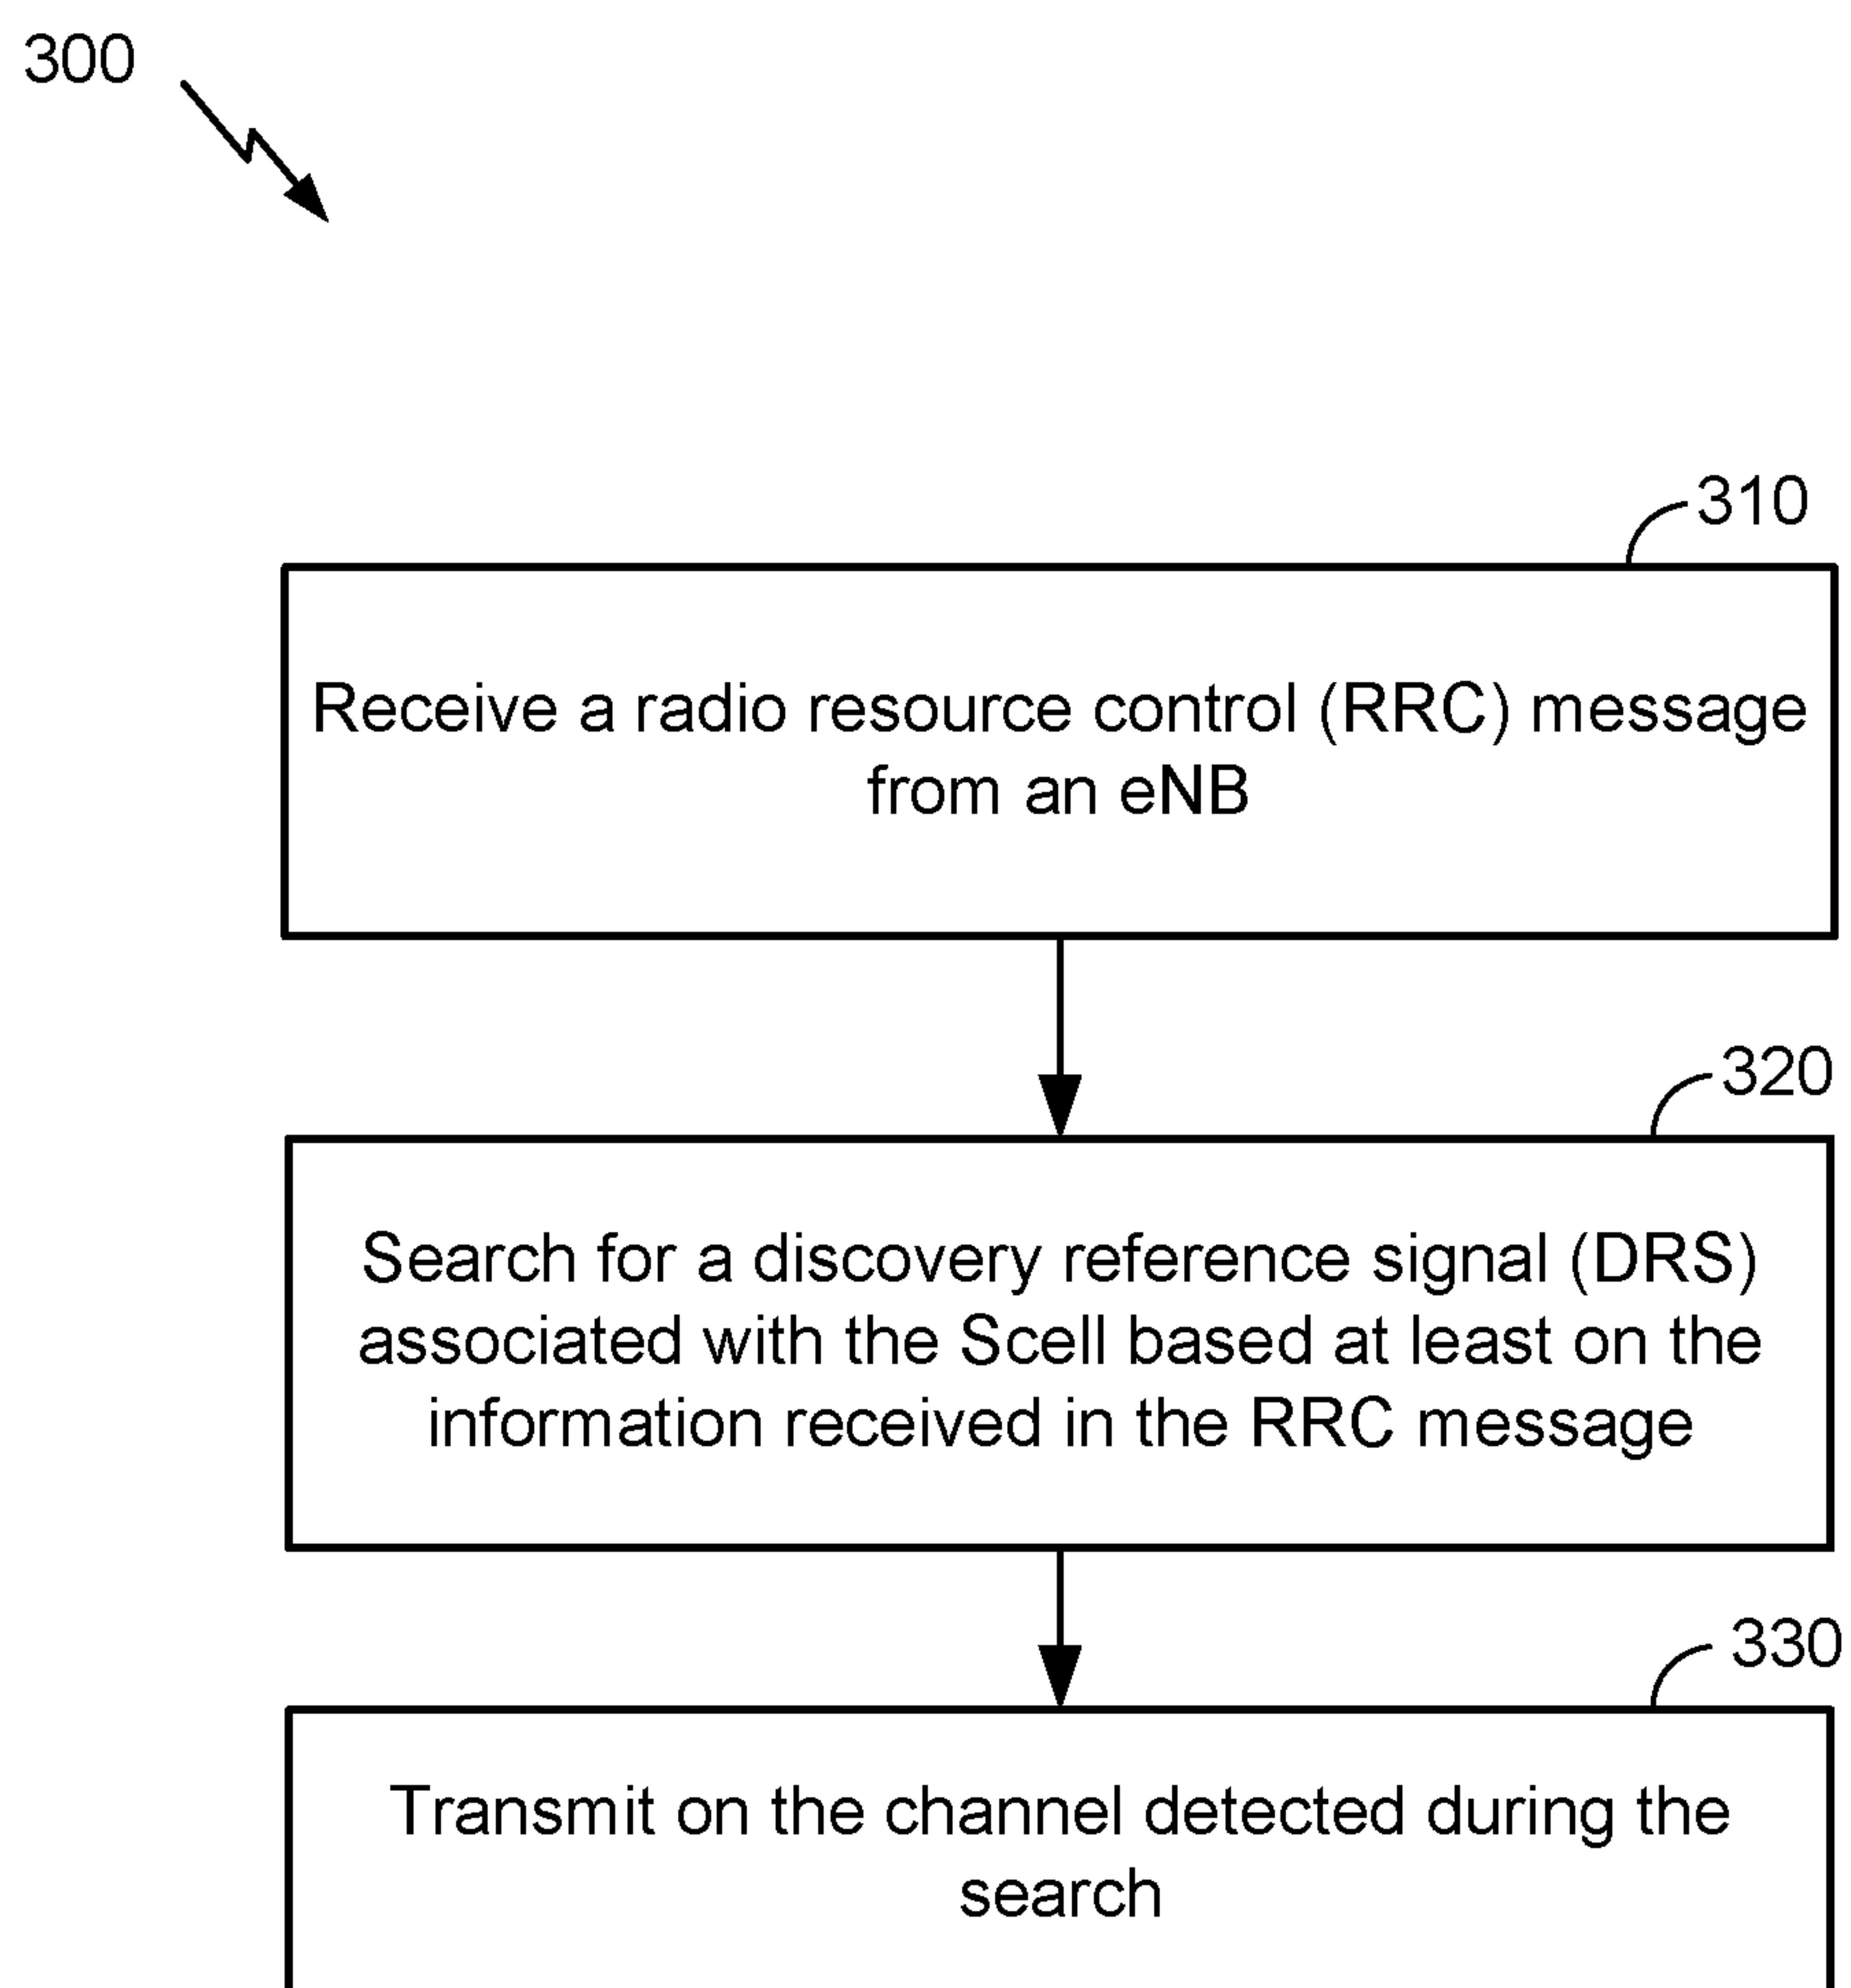 300
310
Receive a radio resource control (RRC) message
from an eNB
320
Search for a discovery reference signal (DRS)
associated with the Scell based at least on the
information received in the RRC message
330
Transmit on the channel detected during the
search